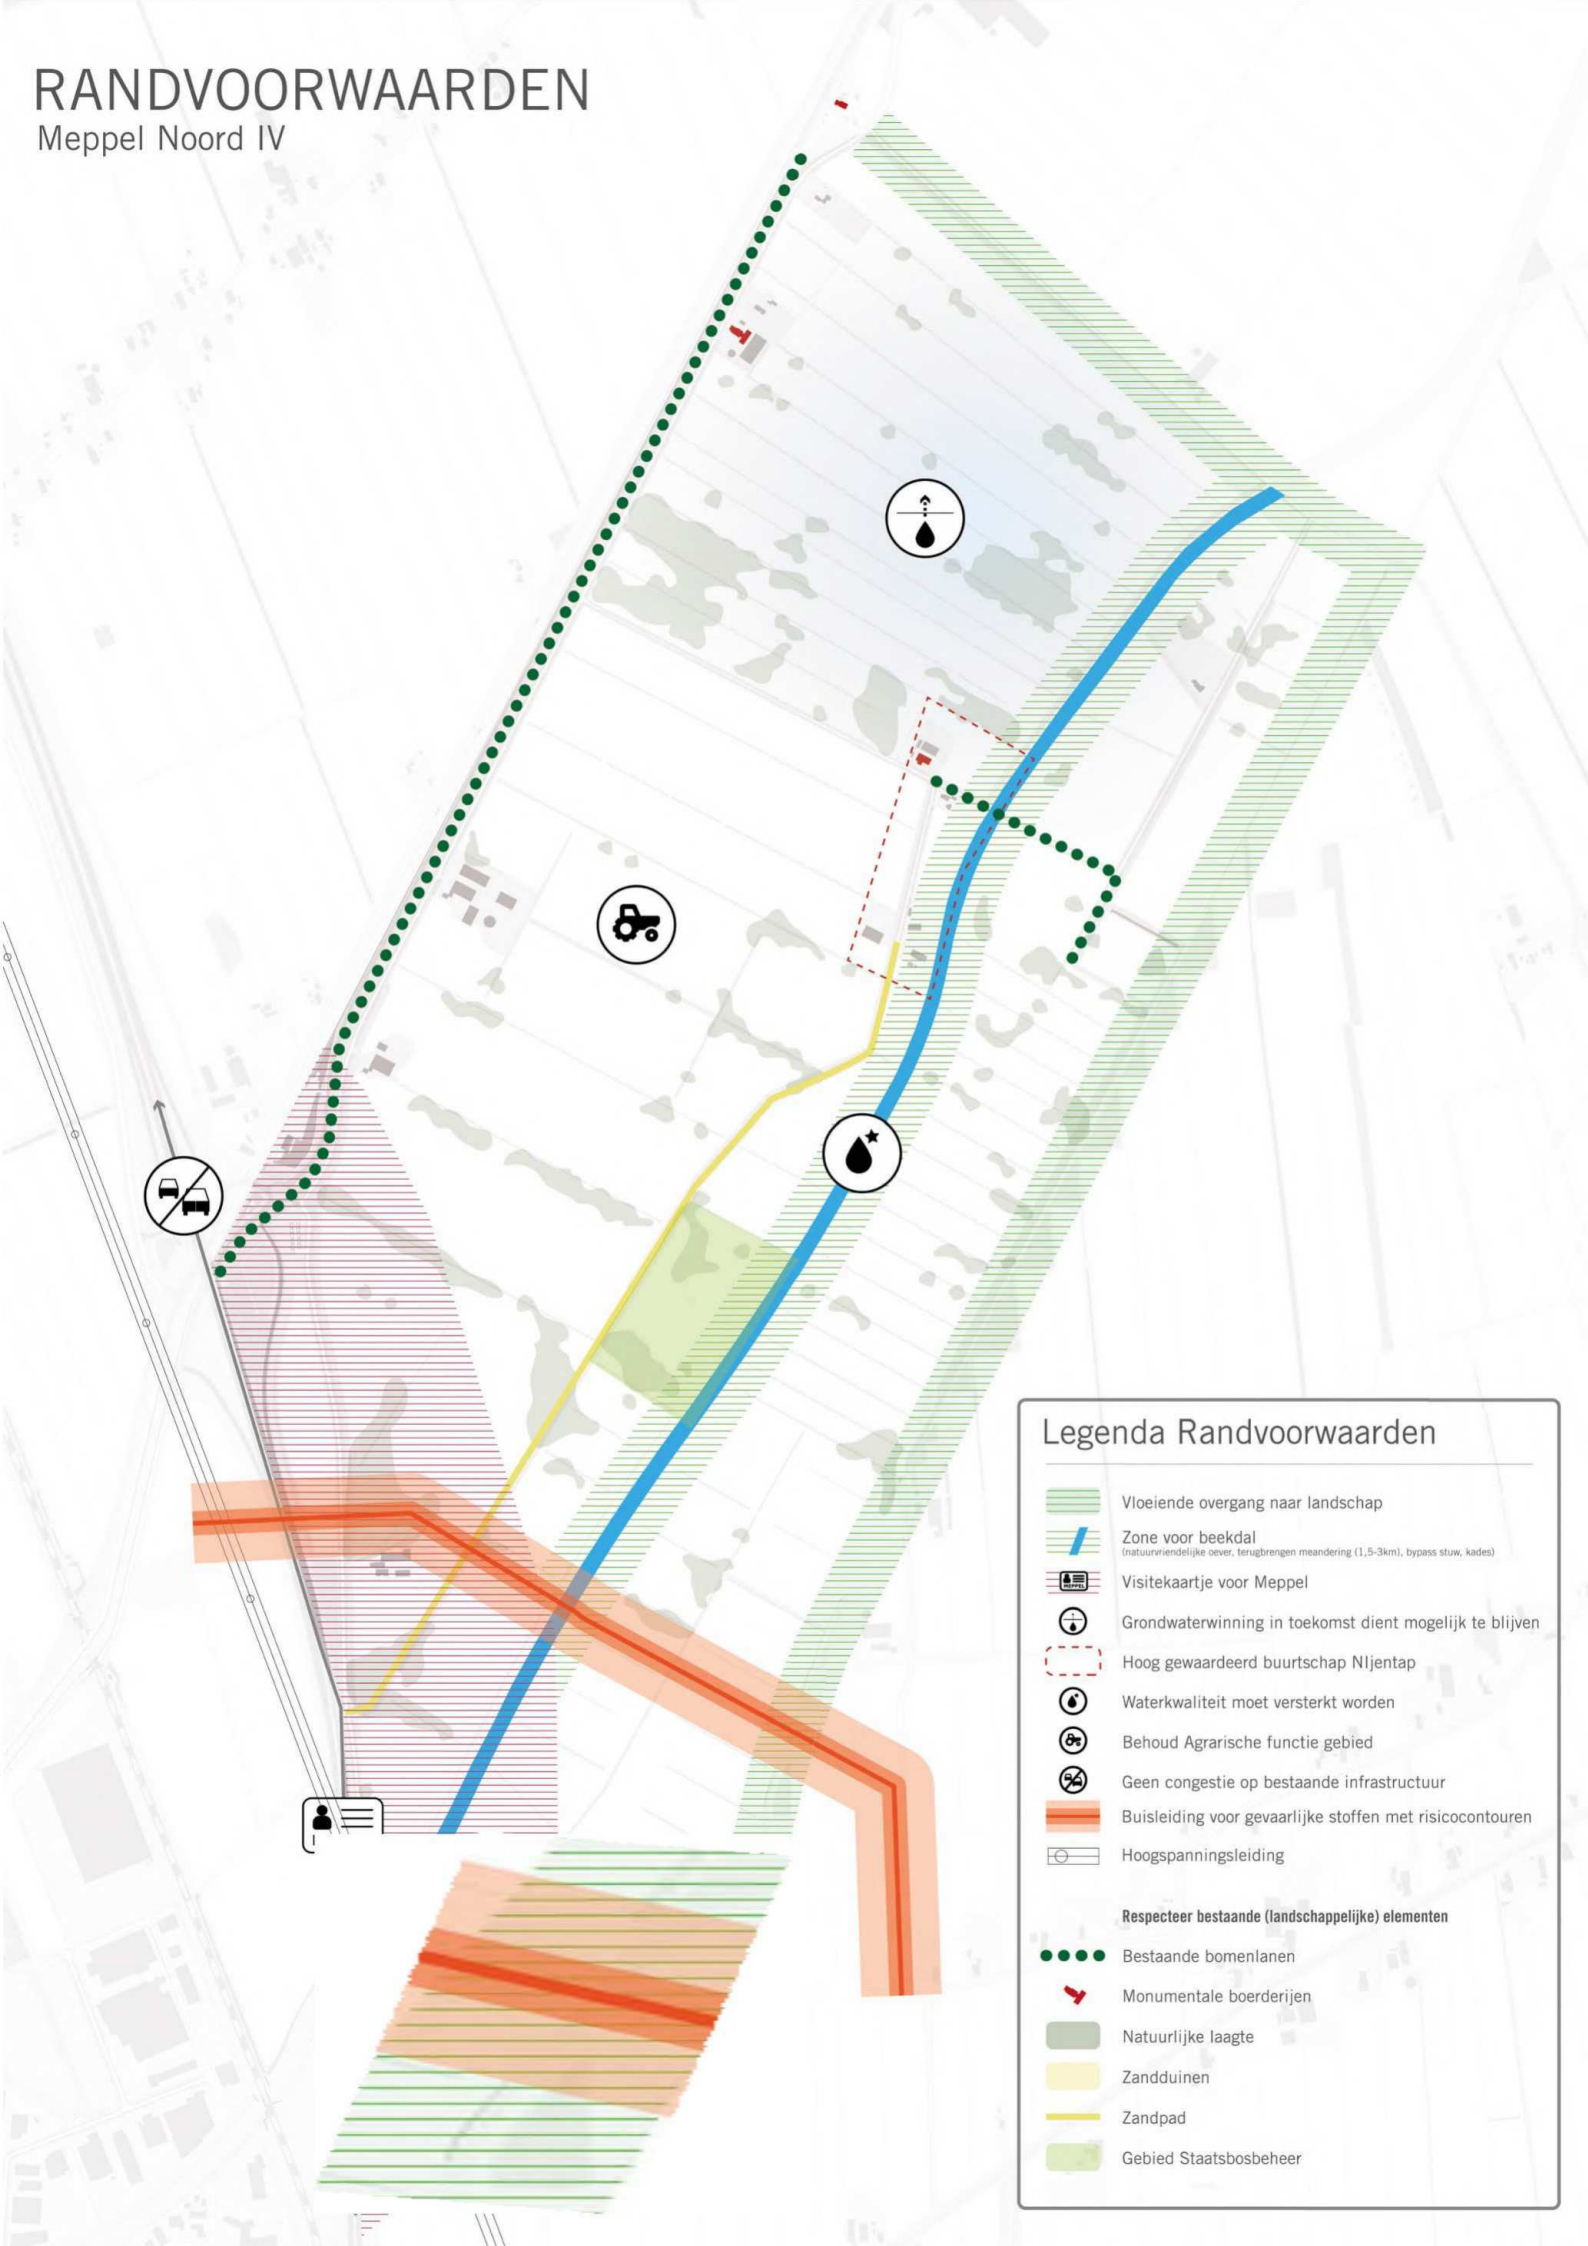 RANDVOORWAARDEN
Meppel Noord IV
Legenda Randvoorwaarden
Vloeiende overgang naar landschap
Zone voor beekdal
(natuurvriendelijke oever, terugbrengen meandering (1,5-3km), bypass stuw, kades)
MEPPEL
Visitekaartje voor Meppel
Grondwaterwinning in toekomst dient mogelijk te blijven
Hoog gewaardeerd buurtschap NIjentap
Waterkwaliteit moet versterkt worden
Behoud Agrarische functie gebied
Geen congestie op bestaande infrastructuur
Buisleiding voor gevaarlijke stoffen met risicocontouren
Hoogspanningsleiding
Respecteer bestaande (landschappelijke) elementen
Bestaande bomenlanen
Monumentale boerderijen
Natuurlijke laagte
Zandduinen
Zandpad
Gebied Staatsbosbeheer